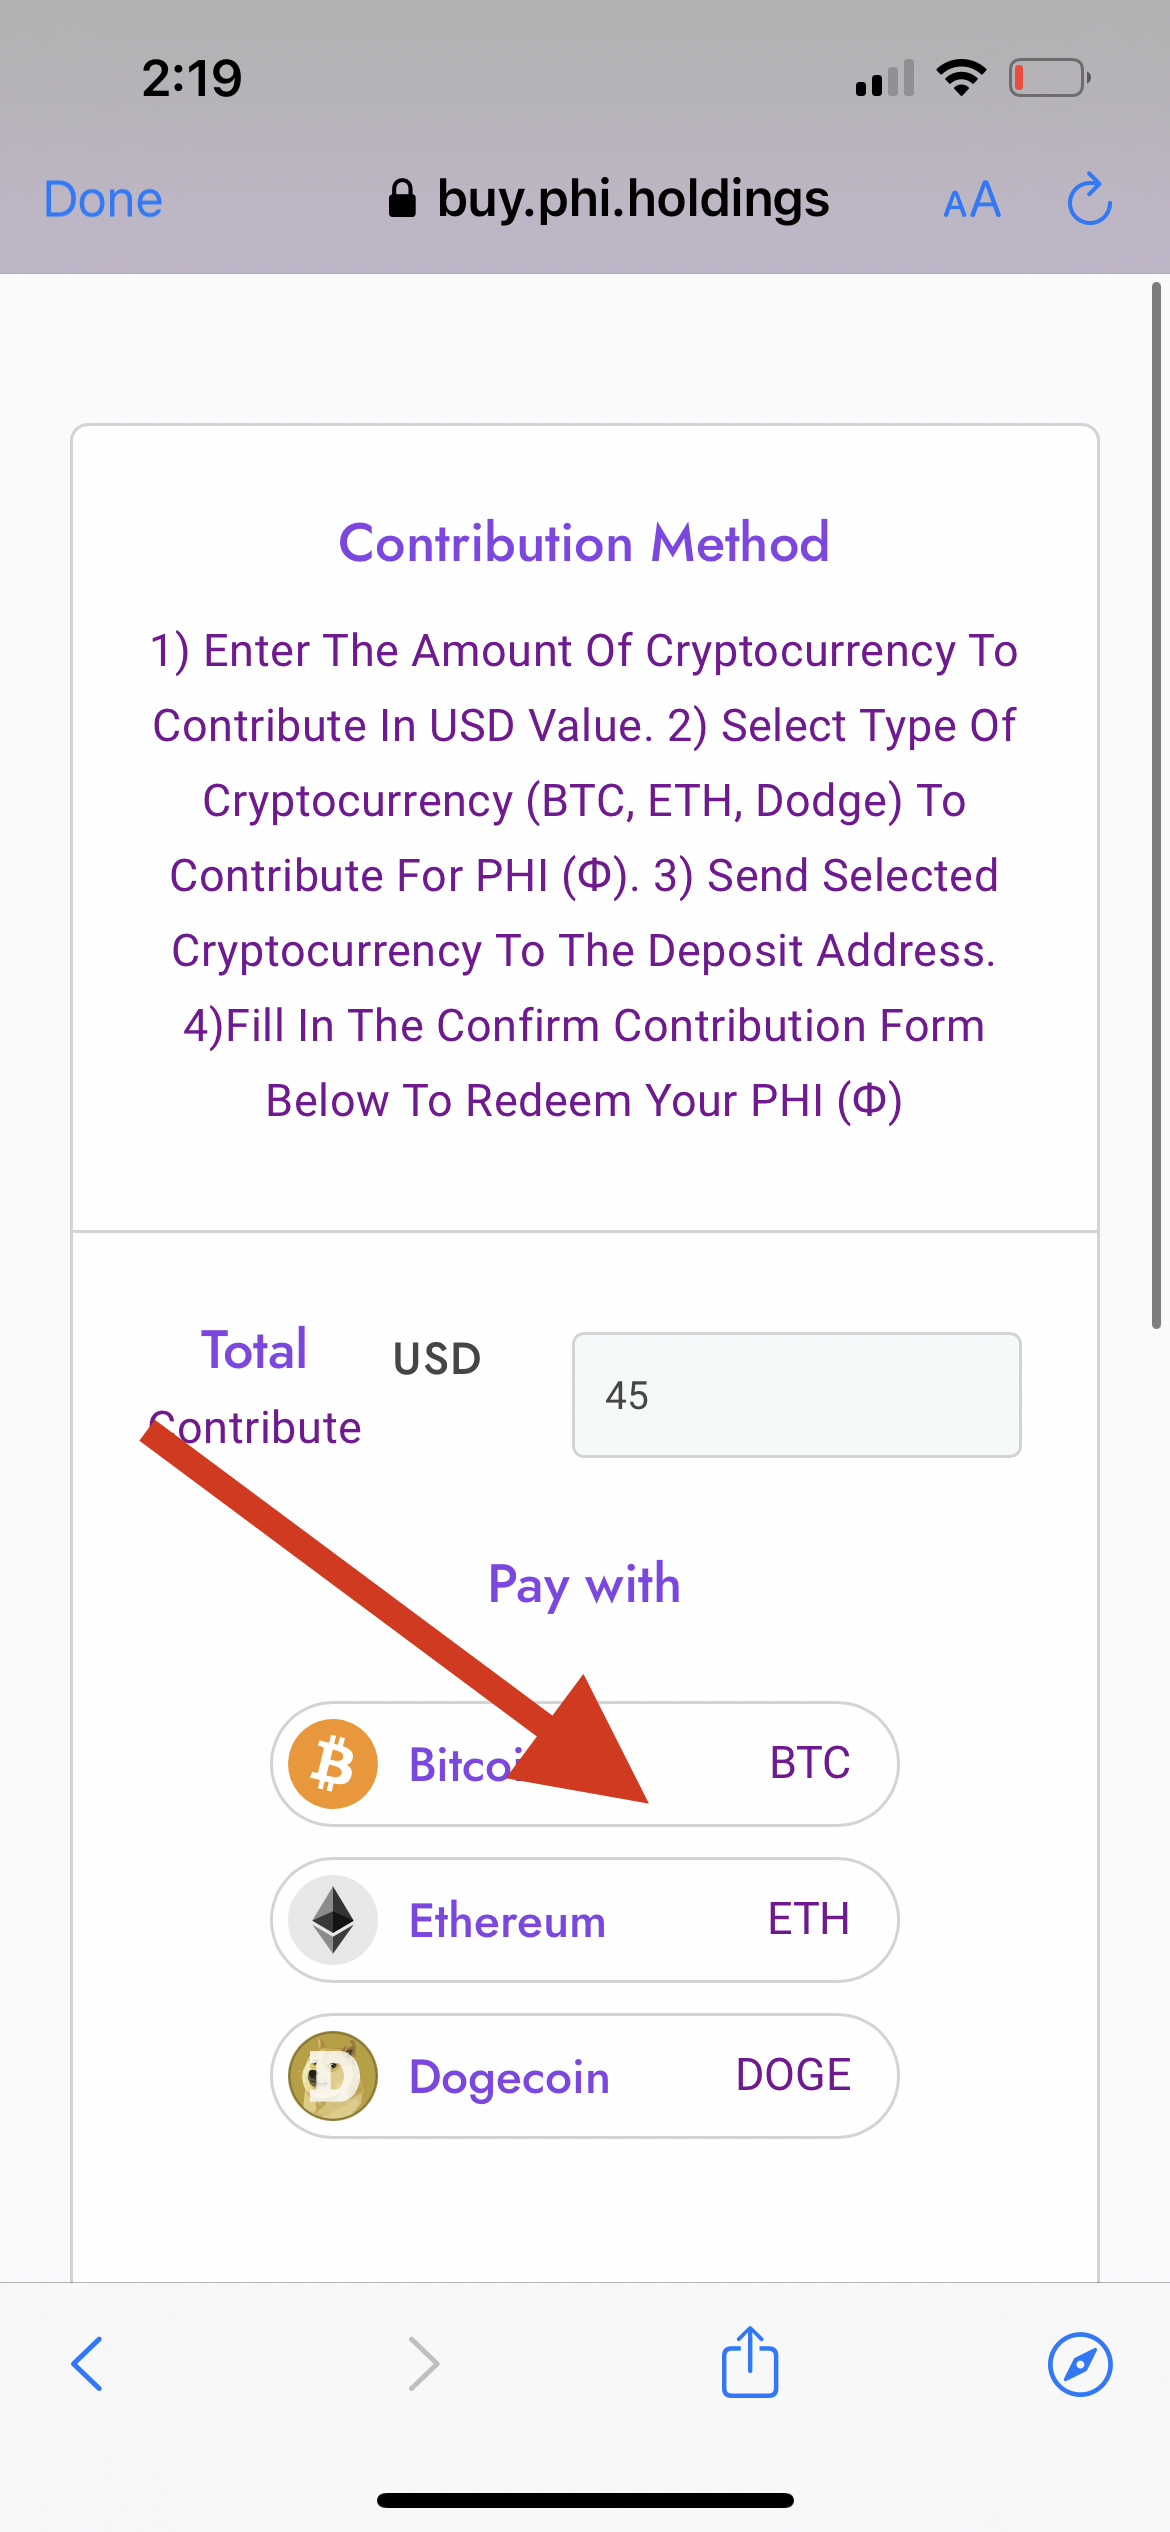 2:19
Done
buy.phi.holdings
AA
Contribution Method
1) Enter The Amount Of Cryptocurrency To
Contribute In USD Value. 2) Select Type Of
Cryptocurrency (BTC, ETH, Dodge) To
Contribute For PHI (Φ). 3) Send Selected
Cryptocurrency To The Deposit Address.
4)Fill In The Confirm Contribution Form
Below To Redeem Your PHI (Φ)
Total
USD
45
Contribute
Pay with
Bitcoi
BTC
Ethereum
ETH
Dogecoin
DOGE